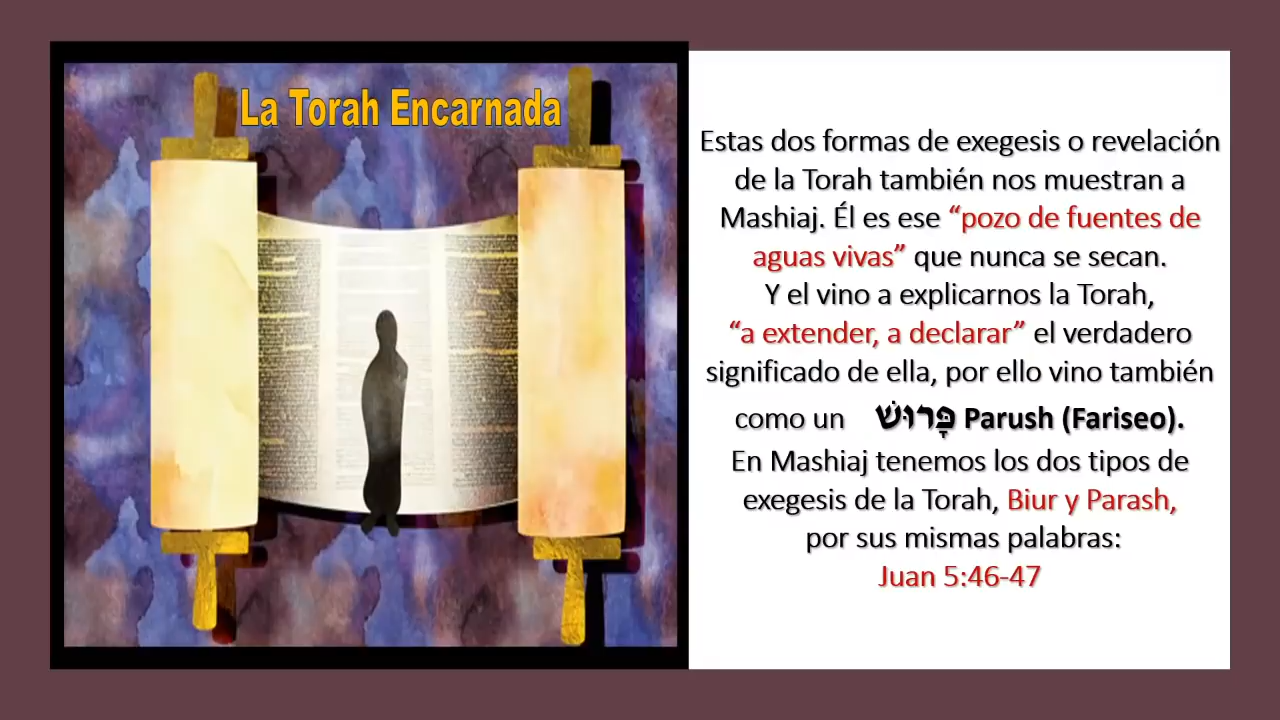 La Torah Encarnada
Estas dos formas de exegesis o revelación
de la Torah también nos muestran a
Mashiaj. Él es ese “pozo de fuentes de
aguas vivas” que nunca se secan.
Y el vino a explicarnos la Torah,
“a extender, a declarar” el verdadero
significado de ella, por ello vino también
como un פָּרוּשׁ Parush (Fariseo).
En Mashiaj tenemos los dos tipos de
exegesis de la Torah, Biur y Parash,
por sus mismas palabras:
Juan 5:46-47